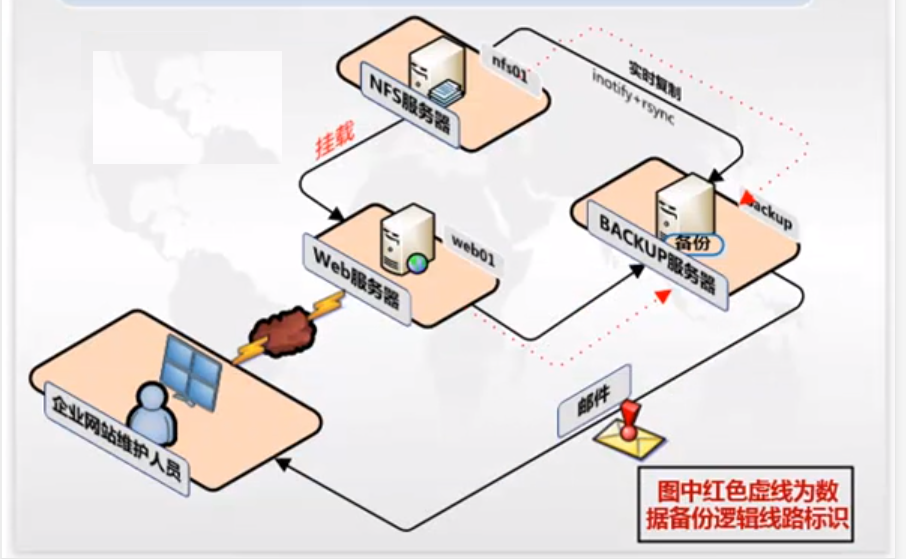 nfs01
NFS服务器
实时复制
inotify+rsync
挂载
backup
备份
BACKUP服务器
web01
Web服务器
邮件
企业网站维护人员
图中红色虚线为数
据备份逻辑线路标识